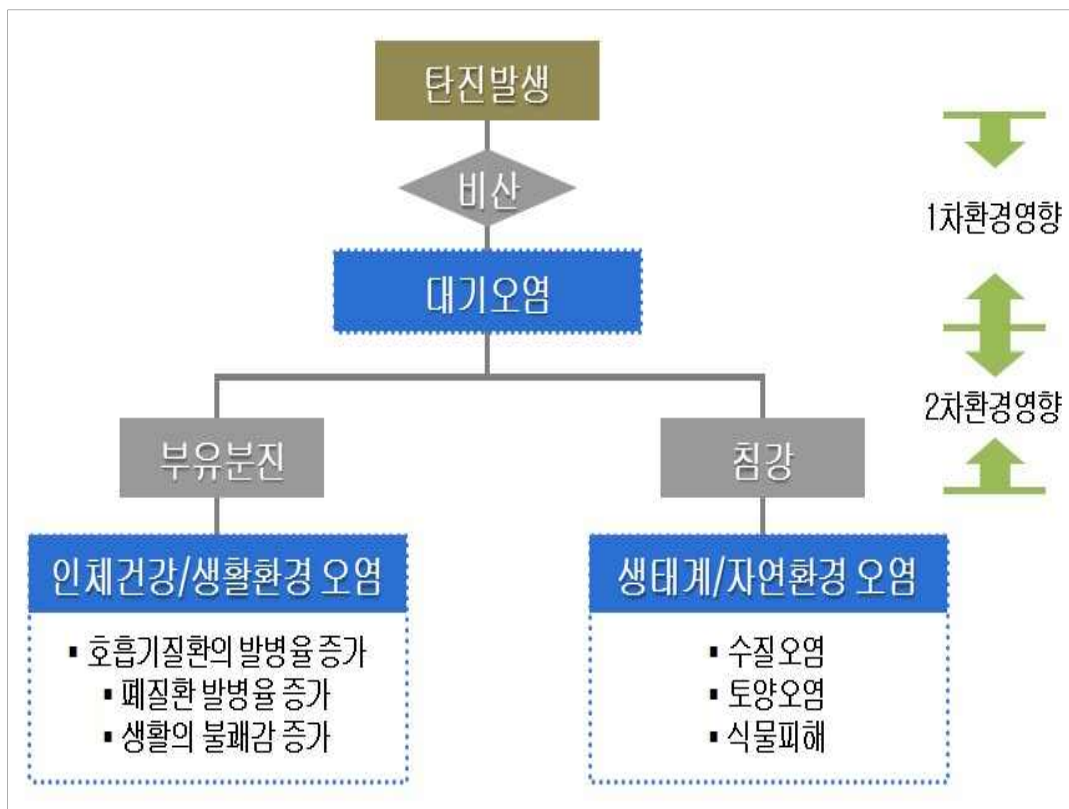 탄진발생
비산
1차환경영향
대기오염
2차환경영향
부유분진
침강
인체건강/생활환경 오염
▪ 호흡기질환의 발병율 증가
▪ 폐질환 발병율 증가
▪ 생활의 불쾌감 증가
생태계/자연환경 오염
▪ 수질 오염
▪ 토양오염
▪ 식물피해